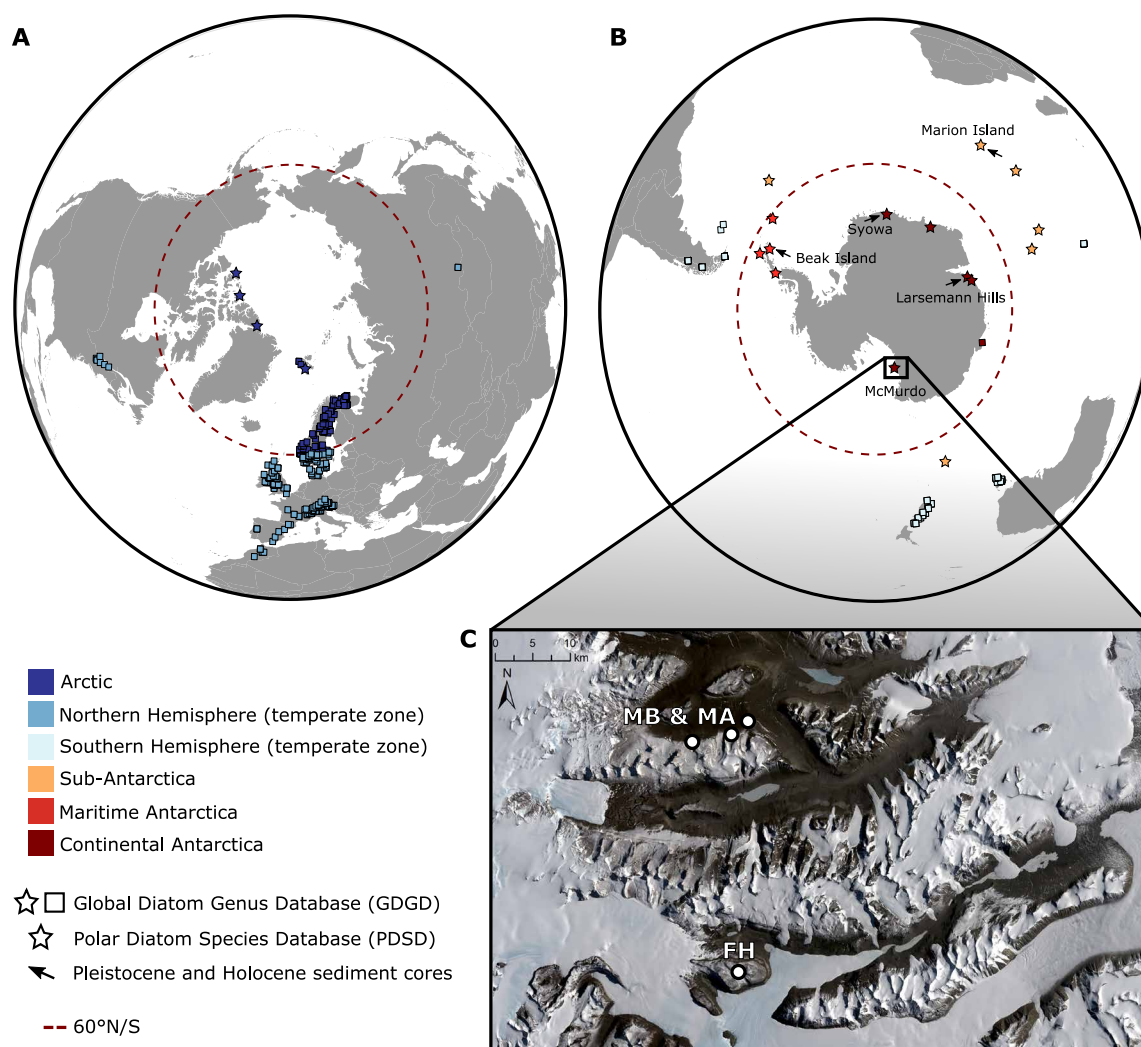 A
B
Marion Island
Syowa
Beak Island
Larsemann Hills
McMurdo
C
0 5 10
km
N
MB & MA
FH
Arctic
Northern Hemisphere (temperate zone)
Southern Hemisphere (temperate zone)
Sub-Antarctica
Maritime Antarctica
Continental Antarctica
Global Diatom Genus Database (GDGD)
Polar Diatom Species Database (PDSD)
Pleistocene and Holocene sediment cores
60°N/S